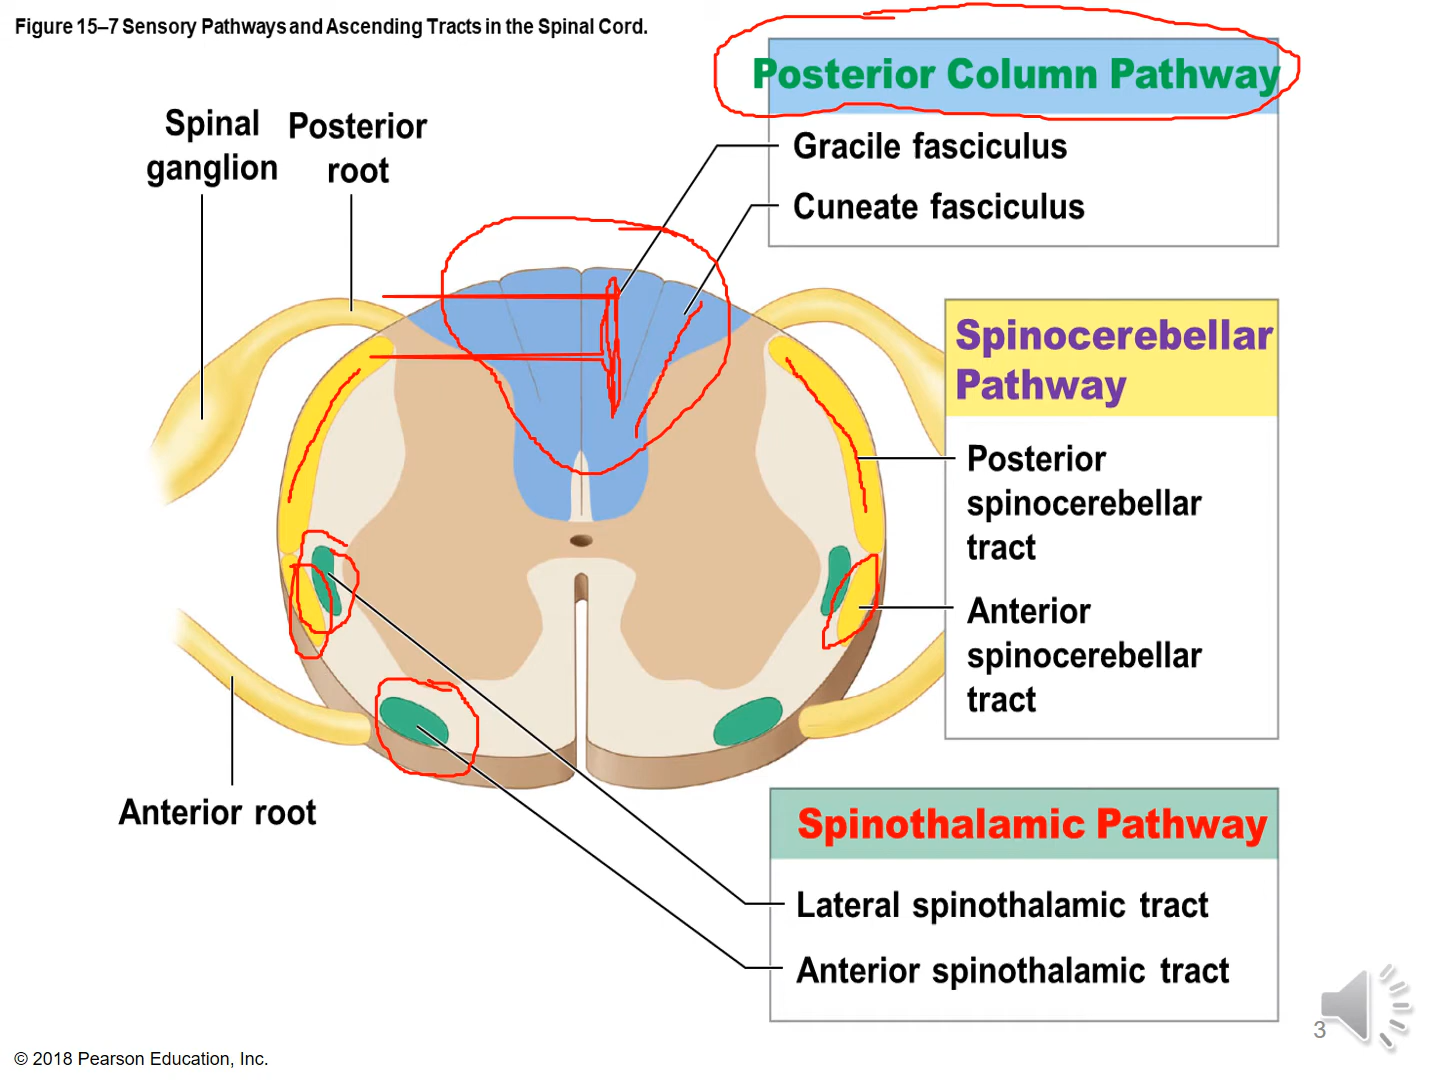 Figure 15–7 Sensory Pathways and Ascending Tracts in the Spinal Cord.
Posterior Column Pathway
Gracile fasciculus
Cuneate fasciculus
Spinal
ganglion
Posterior
root
Spinocerebellar
Pathway
Posterior
spinocerebellar
tract
Anterior
spinocerebellar
tract
Anterior root
Spinothalamic Pathway
Lateral spinothalamic tract
Anterior spinothalamic tract
3
© 2018 Pearson Education, Inc.